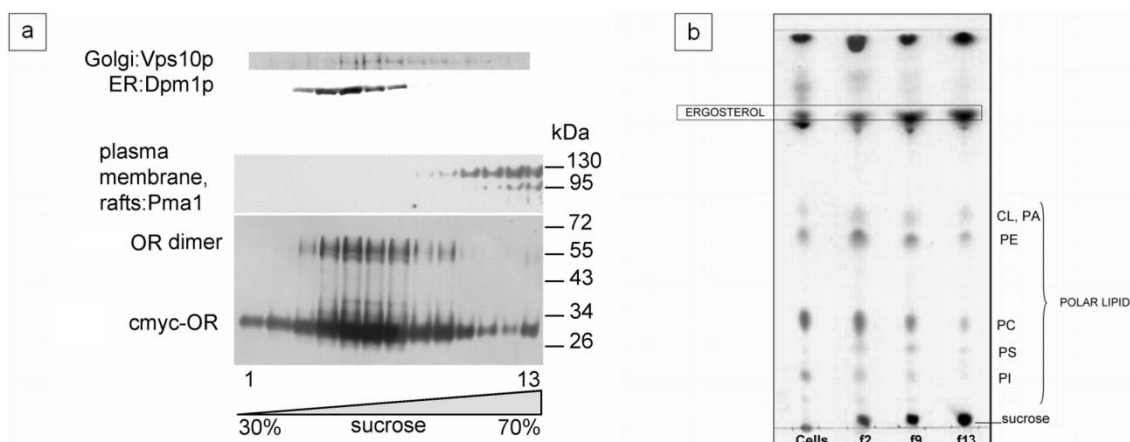 a
Golgi:Vps10p
ER:Dpm1p
plasma
membrane,
rafts:Pma1
kDa
130
95
OR dimer
72
55
43
cmyc-OR
34
26
1
13
30%
sucrose
70%
b
ERGOSTEROL
CL, PA
PE
PC
PS
PI
POLAR LIPID
sucrose
Cells f2 f9 f13